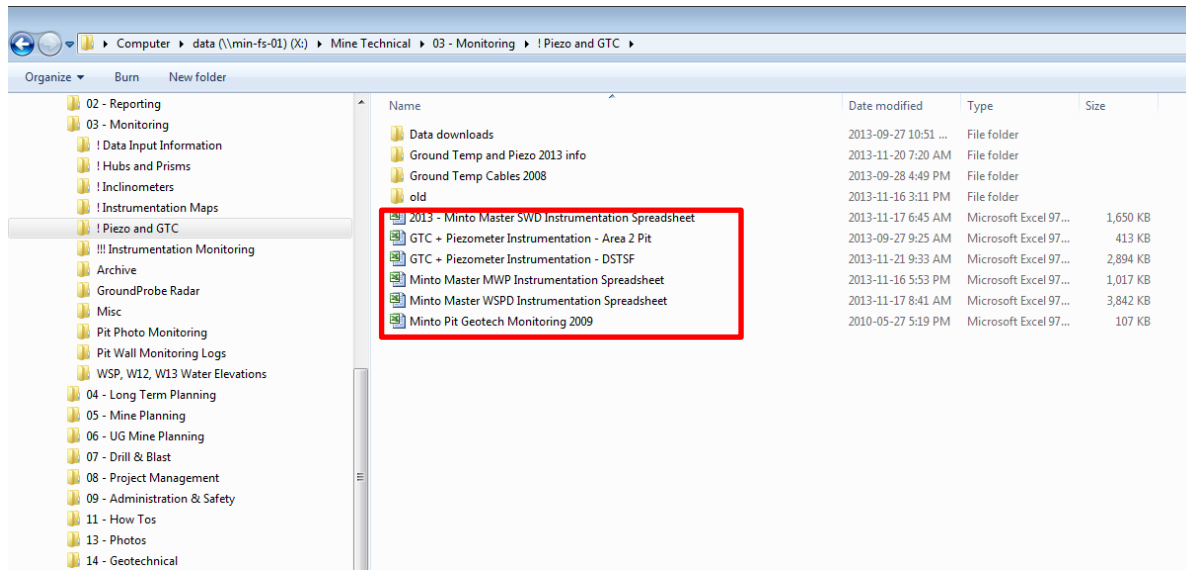 Computer ▸ data (\\min-fs-01) (X:) ▸ Mine Technical ▸ 03 - Monitoring ▸ ! Piezo and GTC ▸
Organize ▾ Burn New folder
02 - Reporting
03 - Monitoring
! Data Input Information
! Hubs and Prisms
! Inclinometers
! Instrumentation Maps
! Piezo and GTC
!!! Instrumentation Monitoring
Archive
GroundProbe Radar
Misc
Pit Photo Monitoring
Pit Wall Monitoring Logs
WSP, W12, W13 Water Elevations
04 - Long Term Planning
05 - Mine Planning
06 - UG Mine Planning
07 - Drill & Blast
08 - Project Management
09 - Administration & Safety
11 - How Tos
13 - Photos
14 - Geotechnical
Name Date modified Type Size
Data downloads 2013-09-27 10:51 ... File folder
Ground Temp and Piezo 2013 info 2013-11-20 7:20 AM File folder
Ground Temp Cables 2008 2013-09-28 4:49 PM File folder
old 2013-11-16 3:11 PM File folder
2013 - Minto Master SWD Instrumentation Spreadsheet 2013-11-17 6:45 AM Microsoft Excel 97... 1,650 KB
GTC + Piezometer Instrumentation - Area 2 Pit 2013-09-27 9:25 AM Microsoft Excel 97... 413 KB
GTC + Piezometer Instrumentation - DSTSF 2013-11-21 9:33 AM Microsoft Excel 97... 2,894 KB
Minto Master MWP Instrumentation Spreadsheet 2013-11-16 5:53 PM Microsoft Excel 97... 1,017 KB
Minto Master WSPD Instrumentation Spreadsheet 2013-11-17 8:41 AM Microsoft Excel 97... 3,842 KB
Minto Pit Geotech Monitoring 2009 2010-05-27 5:19 PM Microsoft Excel 97... 107 KB